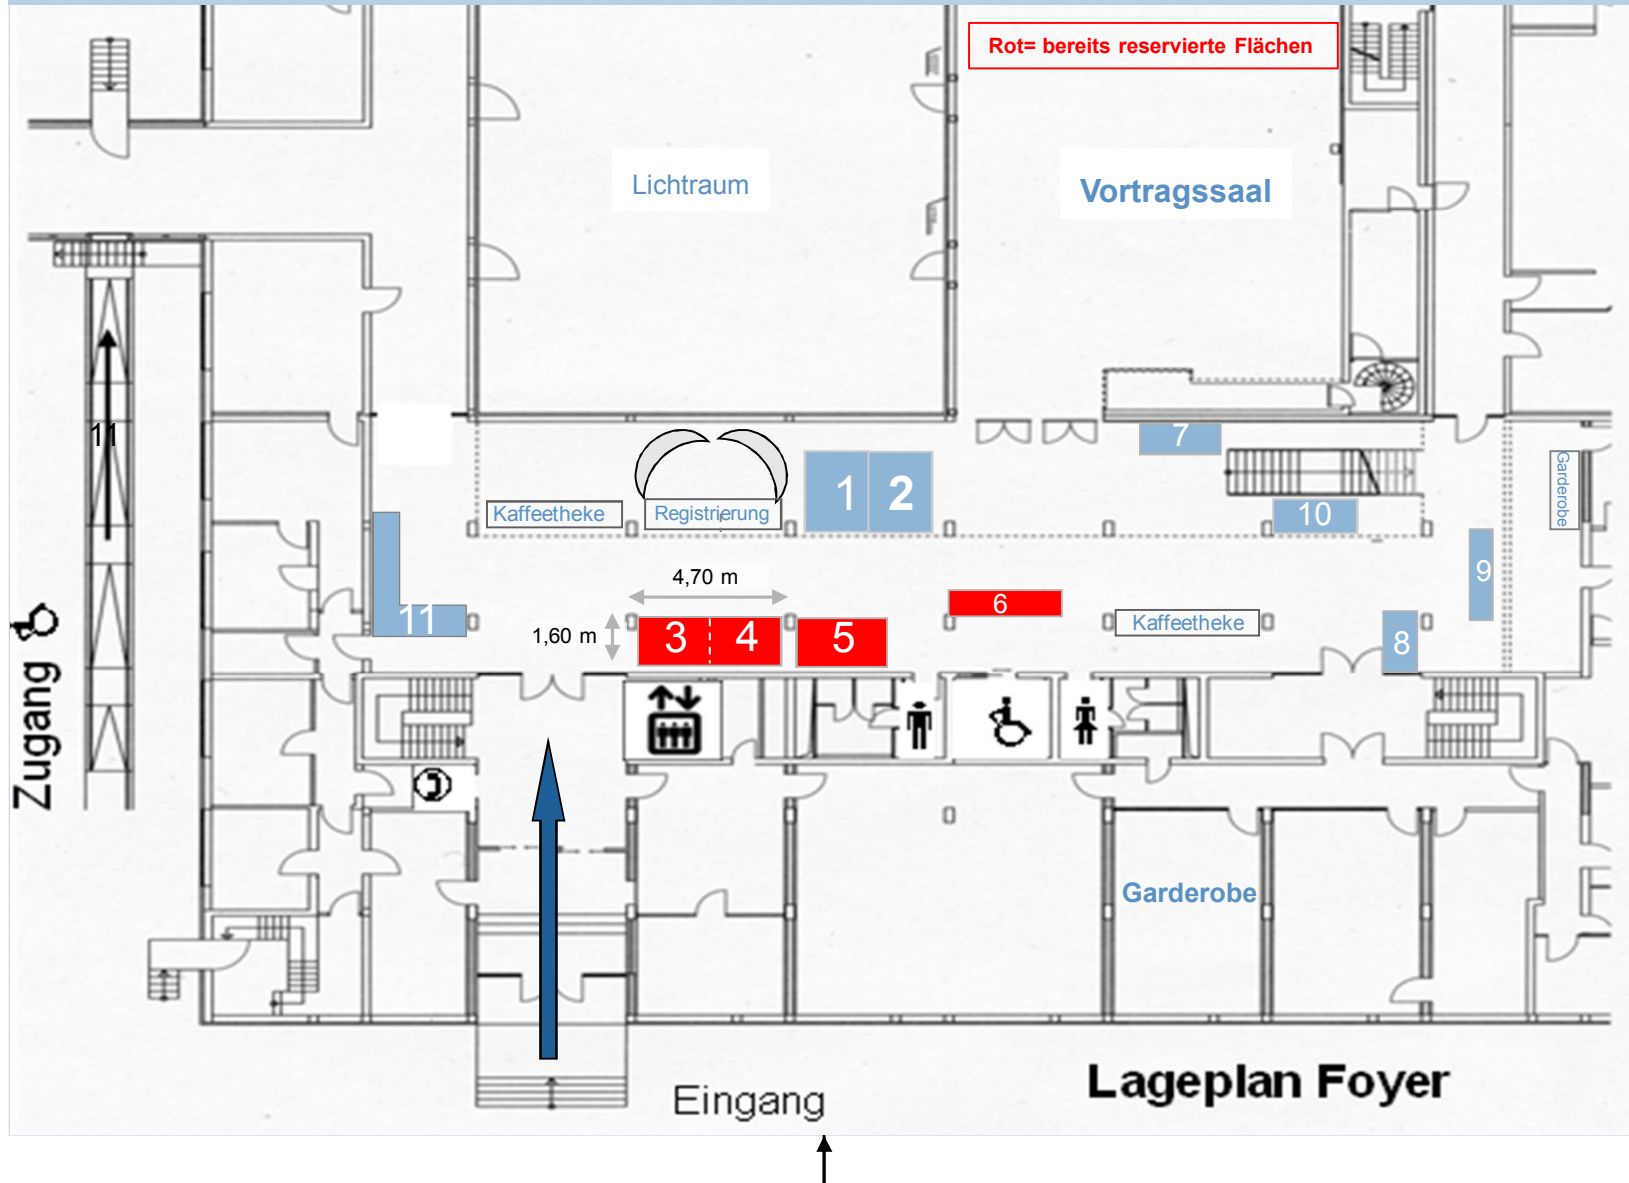 Rot= bereits reservierte Flächen
Lichtraum
Vortragssaal
11
7
Garderobe
1
2
Kaffeetheke
Registrierung
10
9
4,70 m
6
11
1,60 m
3
4
5
Kaffeetheke
8
Zugang
Garderobe
Lageplan Foyer
Eingang